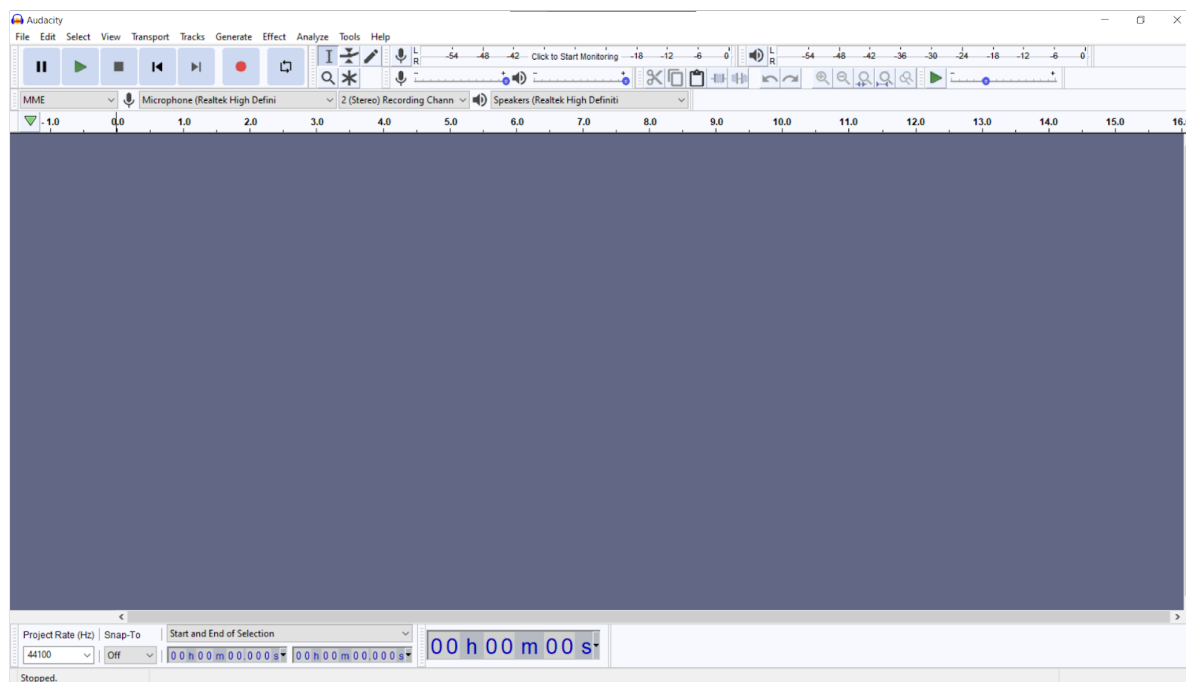 Audacity
File Edit Select View Transport Tracks Generate Effect Analyze Tools Help
L R -54 -48 -42 Click to Start Monitoring -18 -12 -6 0 L R -54 -48 -42 -36 -30 -24 -18 -12 -6 0
- + - + - +
MME Microphone (Realtek High Defini 2 (Stereo) Recording Chann Speakers (Realtek High Definiti
- 1.0 0.0 1.0 2.0 3.0 4.0 5.0 6.0 7.0 8.0 9.0 10.0 11.0 12.0 13.0 14.0 15.0 16.
Project Rate (Hz) Snap-To Start and End of Selection
44100 Off 00 h 00 m 00.000 s 00 h 00 m 00.000 s 00 h 00 m 00 s
Stopped.